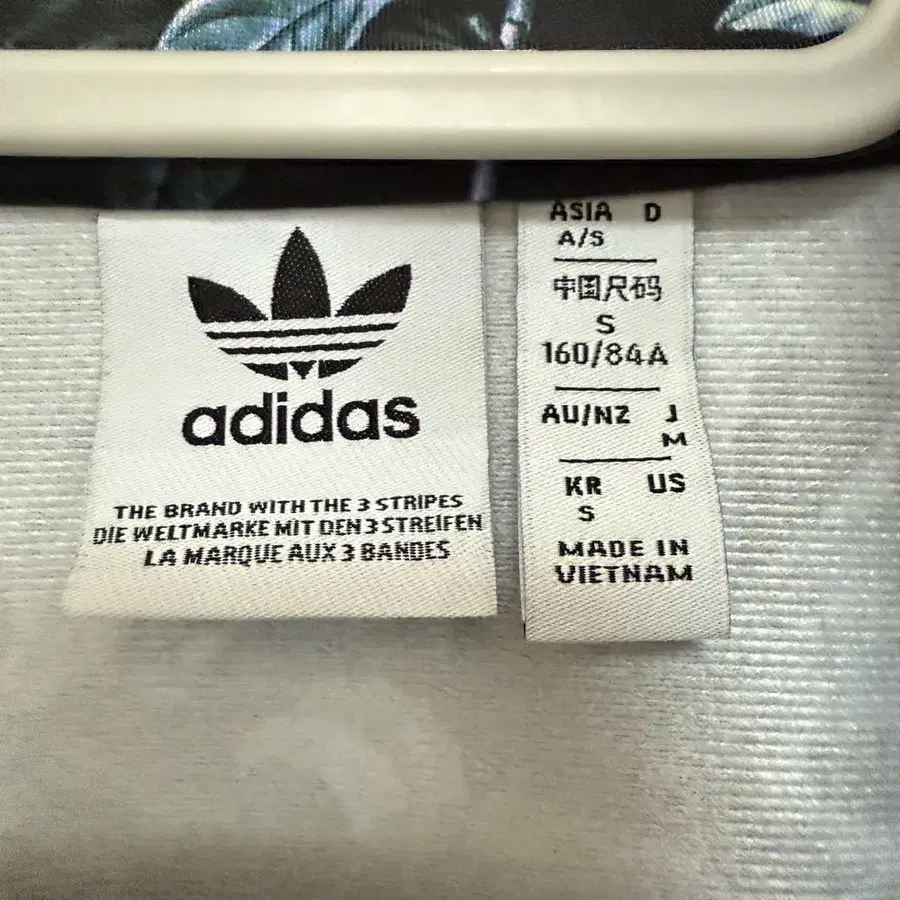 adidas
THE BRAND WITH THE 3 STRIPES
DIE WELTMARKE MIT DEN 3 STREIFEN
LA MARQUE AUX 3 BANDES
ASIA D
A/S
中国尺码
S
160/84A
AU/NZ J
M
KR US
S
MADE IN
VIETNAM